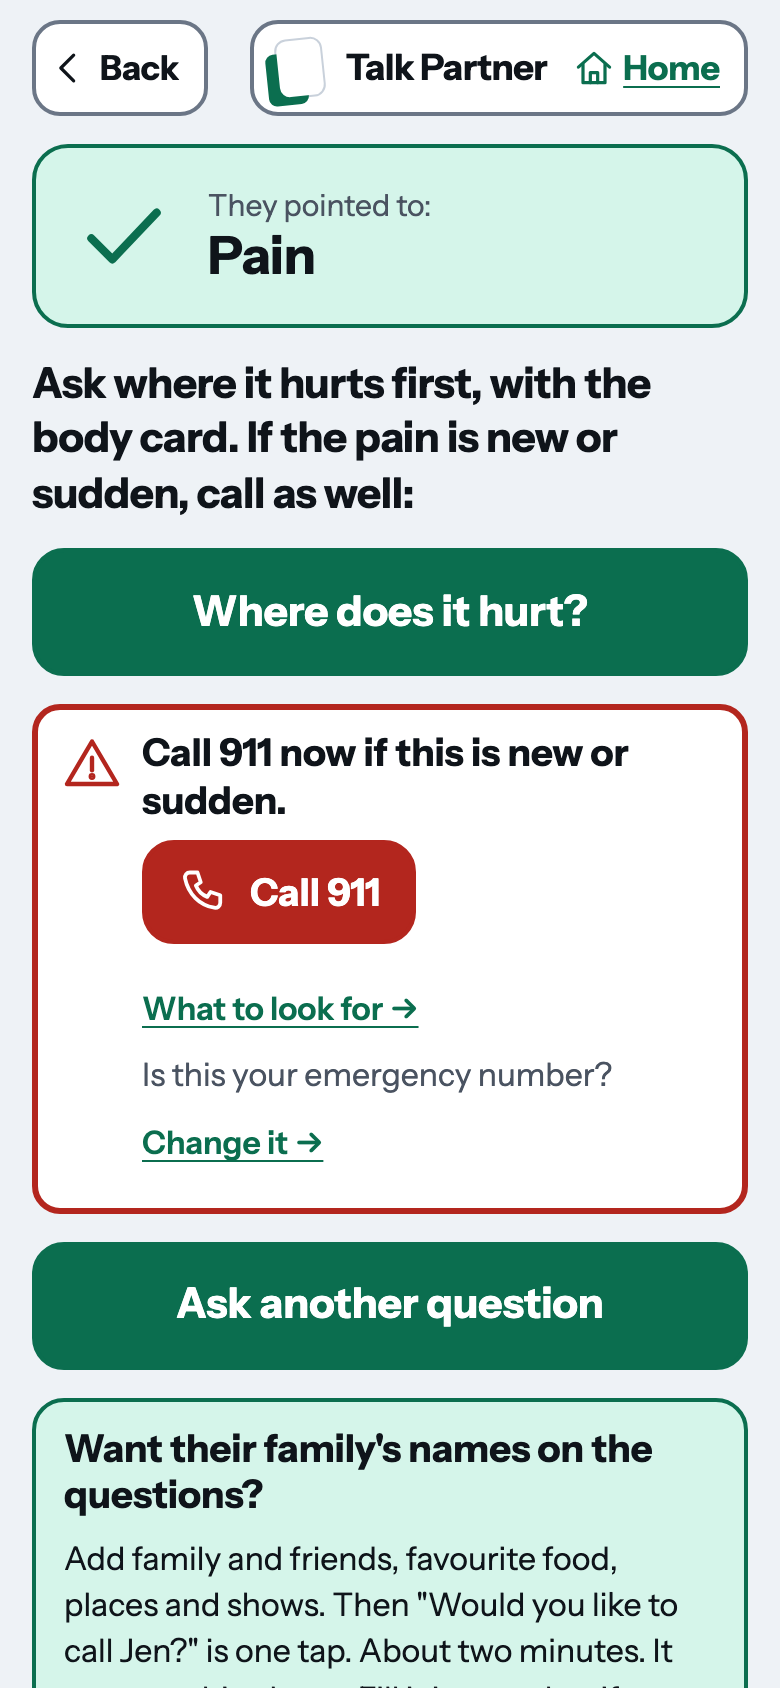 Back
Talk Partner
Home
They pointed to:
Pain
Ask where it hurts first, with the
body card. If the pain is new or
sudden, call as well:
Where does it hurt?
Call 911 now if this is new or
sudden.
Call 911
What to look for →
Is this your emergency number?
Change it →
Ask another question
Want their family's names on the
questions?
Add family and friends, favourite food,
places and shows. Then "Would you like to
call Jen?" is one tap. About two minutes. It